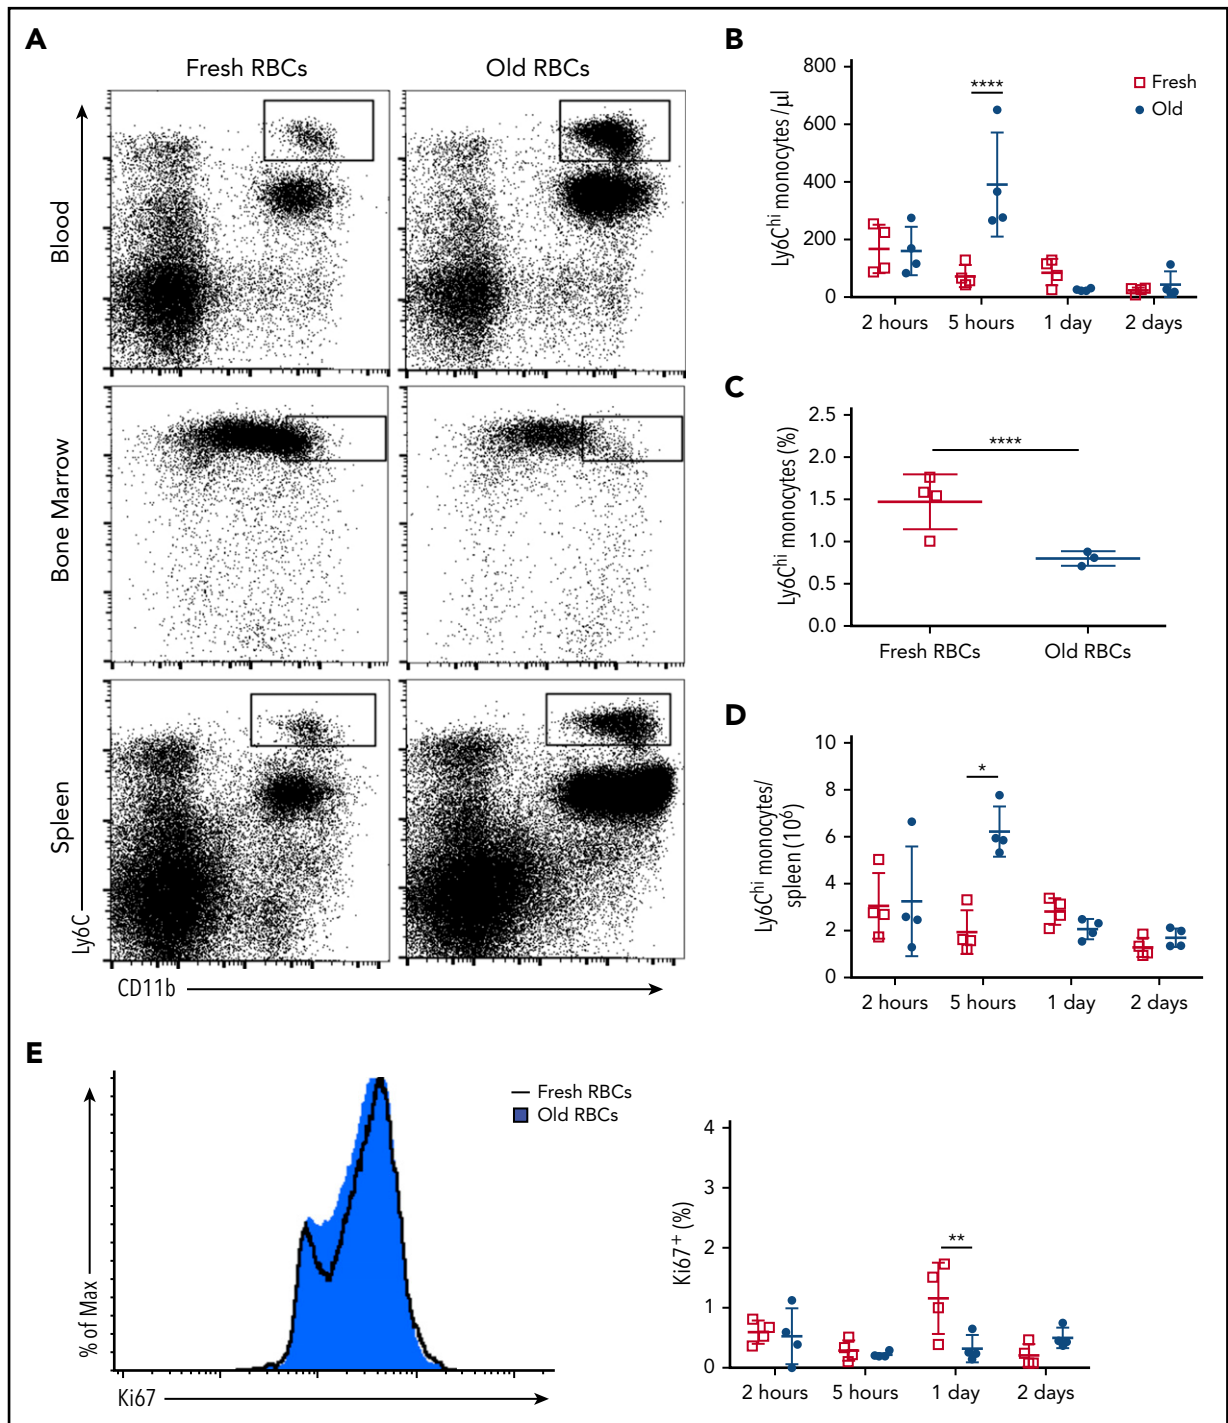 A
Fresh RBCs
Old RBCs
Blood
Bone Marrow
Spleen
Ly6C
CD11b
B
Ly6Chi monocytes /µl
800
600
400
200
0
****
Fresh
Old
2 hours
5 hours
1 day
2 days
C
Ly6Chi monocytes (%)
2.5
2.0
1.5
1.0
0.5
0.0
****
Fresh RBCs
Old RBCs
D
Ly6Chi monocytes/
spleen (10⁶)
10
8
6
4
2
0
*
2 hours
5 hours
1 day
2 days
E
% of Max
Ki67
Fresh RBCs
Old RBCs
Ki67+ (%)
4
3
2
1
0
**
2 hours
5 hours
1 day
2 days